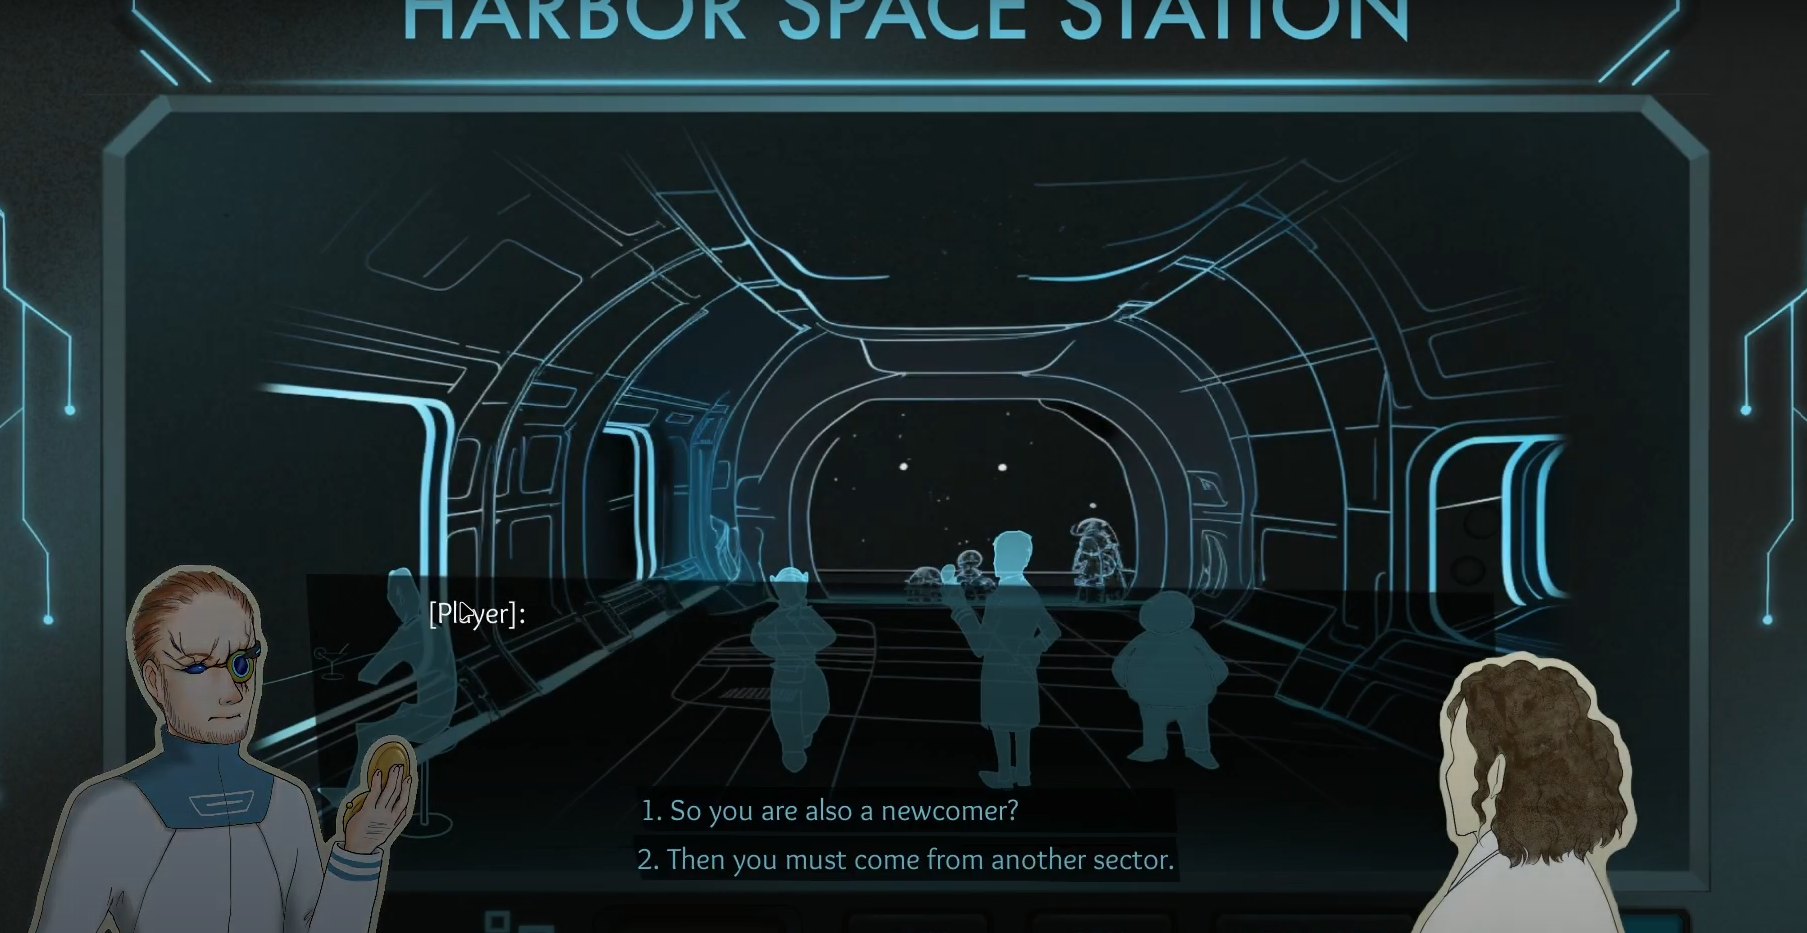 HARBOR SPACE STATION
[Player]:
1. So you are also a newcomer?
2. Then you must come from another sector.